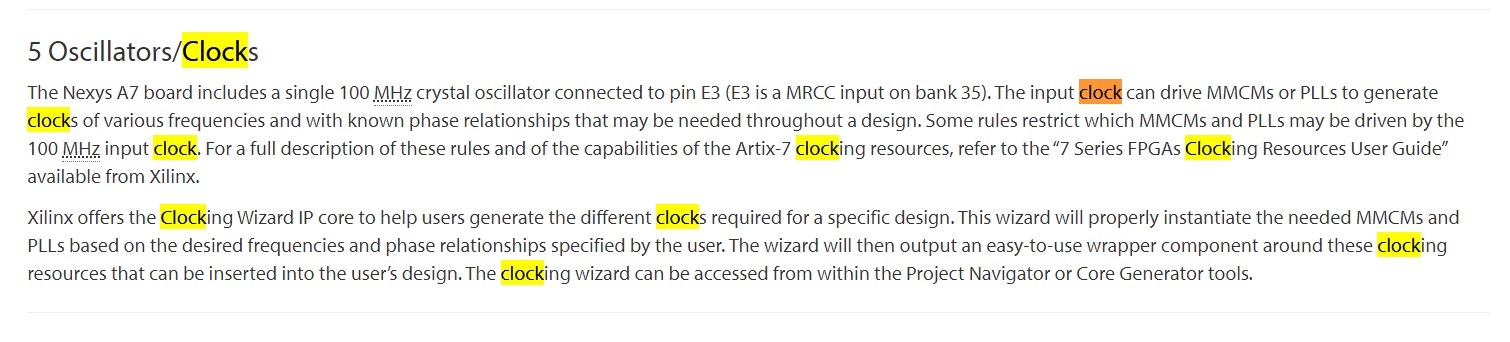 5 Oscillators/Clocks
The Nexys A7 board includes a single 100 MHz crystal oscillator connected to pin E3 (E3 is a MRCC input on bank 35). The input clock can drive MMCMs or PLLs to generate
clocks of various frequencies and with known phase relationships that may be needed throughout a design. Some rules restrict which MMCMs and PLLs may be driven by the
100 MHz input clock. For a full description of these rules and of the capabilities of the Artix-7 clocking resources, refer to the “7 Series FPGAs Clocking Resources User Guide”
available from Xilinx.
Xilinx offers the Clocking Wizard IP core to help users generate the different clocks required for a specific design. This wizard will properly instantiate the needed MMCMs and
PLLs based on the desired frequencies and phase relationships specified by the user. The wizard will then output an easy-to-use wrapper component around these clocking
resources that can be inserted into the user’s design. The clocking wizard can be accessed from within the Project Navigator or Core Generator tools.